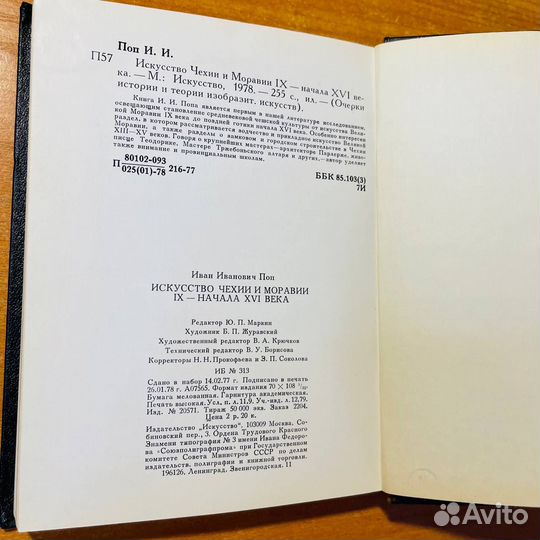 Поп И. И.
П57
Искусство Чехии и Моравии IX — начала XVI ве-
ка. — М.: Искусство, 1978. — 255 с., ил. — (Очерки
истории и теории изобразит. искусств).
Книга И. И. Попа является первым в нашей литературе исследованием,
освещающим становление средневековой чешской культуры от искусства Вели-
кой Моравии IX века до поздней готики начала XVI века. Особенно интересен
раздел, в котором рассматривается зодчество и прикладное искусство Великой
Моравии, а также разделы о замковом и городском строительстве в Чехии
XIII—XV веков. Говоря о крупнейших мастерах—архитекторе Парлерже, живо-
писце Теодорике, Мастере Тржебоньского алтаря и других,— автор уделяет
также внимание и провинциальным школам.
П 80102-093
025(01)-78 216-77
ББК 85.103(3)
7И
Иван Иванович Поп
ИСКУССТВО ЧЕХИИ И МОРАВИИ
IX — НАЧАЛА XVI ВЕКА
Редактор Ю. П. Маркин
Художник Б. П. Журавский
Художественный редактор В. А. Крючков
Технический редактор В. У. Борисова
Корректоры Н. Н. Прокофьева и З. П. Соколова
ИБ № 313
Сдано в набор 14.02.77 г. Подписано в печать
26.01.78 г. А07565. Формат издания 70 × 108 1/32.
Бумага мелованная. Гарнитура академическая.
Печать высокая. Усл. п. л. 11,9. Уч.-изд. л. 12,79.
Изд. № 20571. Тираж 50 000 экз. Заказ 2204.
Цена 2 р. 20 к.
Издательство „Искусство", 103009 Москва, Со-
биновский пер., 3. Ордена Трудового Красного
Знамени типография № 3 имени Ивана Федоро-
ва «Союзполиграфпрома» при Государственном
комитете Совета Министров СССР по делам
издательств, полиграфии и книжной торговли.
196126, Ленинград, Звенигородская, 11
Avito